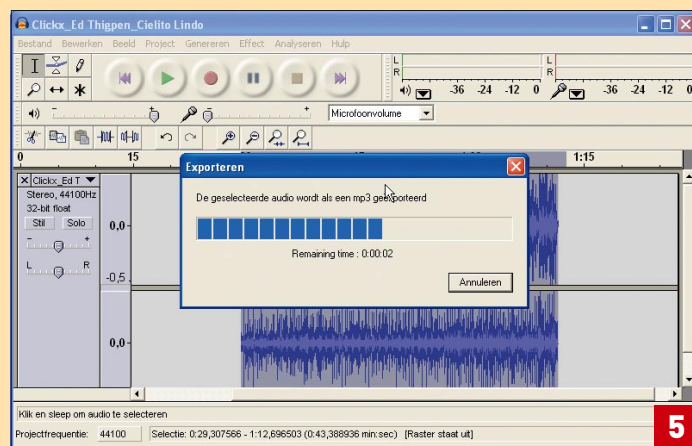 Clickx_Ed Thigpen_Cielito Lindo
Bestand Bewerken Beeld Project Genereren Effect Analyseren Hulp
L
R
-36 -24 -12 0
L
R
-36 -24 -12 0
Microfoonvolume
0 15 1:15
Clickx_Ed T
Stereo, 44100Hz
32-bit float
Stil Solo
- +
L R
0,0-
-0,5
0,0-
Exporteren
De geselecteerde audio wordt als een mp3 geëxporteerd
Remaining time : 0:00:02
Annuleren
Klik en sleep om audio te selecteren
Projectfrequentie: 44100 Selectie: 0:29,307566 - 1:12,696503 (0:43,388936 min:sec) [Raster staat uit]
5